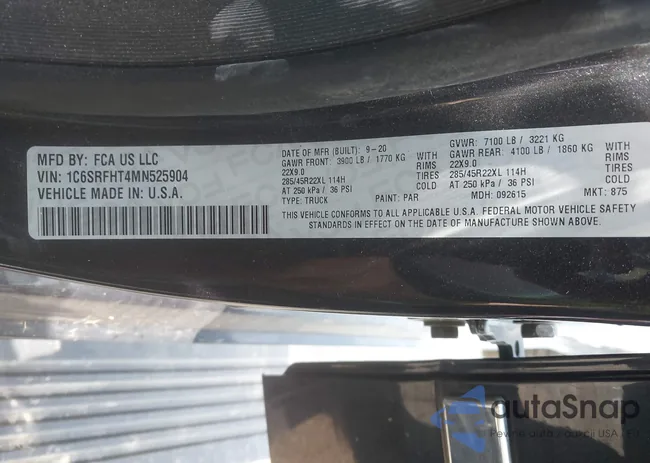 MFD BY: FCA US LLC
VIN: 1C6SRFHT4MN525904
VEHICLE MADE IN U.S.A.
DATE OF MFR (BUILT): 9-20
GAWR FRONT: 3900 LB / 1770 KG WITH
22X9.0 RIMS
285/45R22XL 114H TIRES
AT 250 kPa / 36 PSI COLD
TYPE: TRUCK PAINT: PAR
GVWR: 7100 LB / 3221 KG
GAWR REAR: 4100 LB / 1860 KG WITH
22X9.0 RIMS
285/45R22XL 114H TIRES
AT 250 kPa / 36 PSI COLD
MDH: 092615 MKT: 875
THIS VEHICLE CONFORMS TO ALL APPLICABLE U.S.A. FEDERAL MOTOR VEHICLE SAFETY
STANDARDS IN EFFECT ON THE DATE OF MANUFACTURE SHOWN ABOVE.
autoSnap